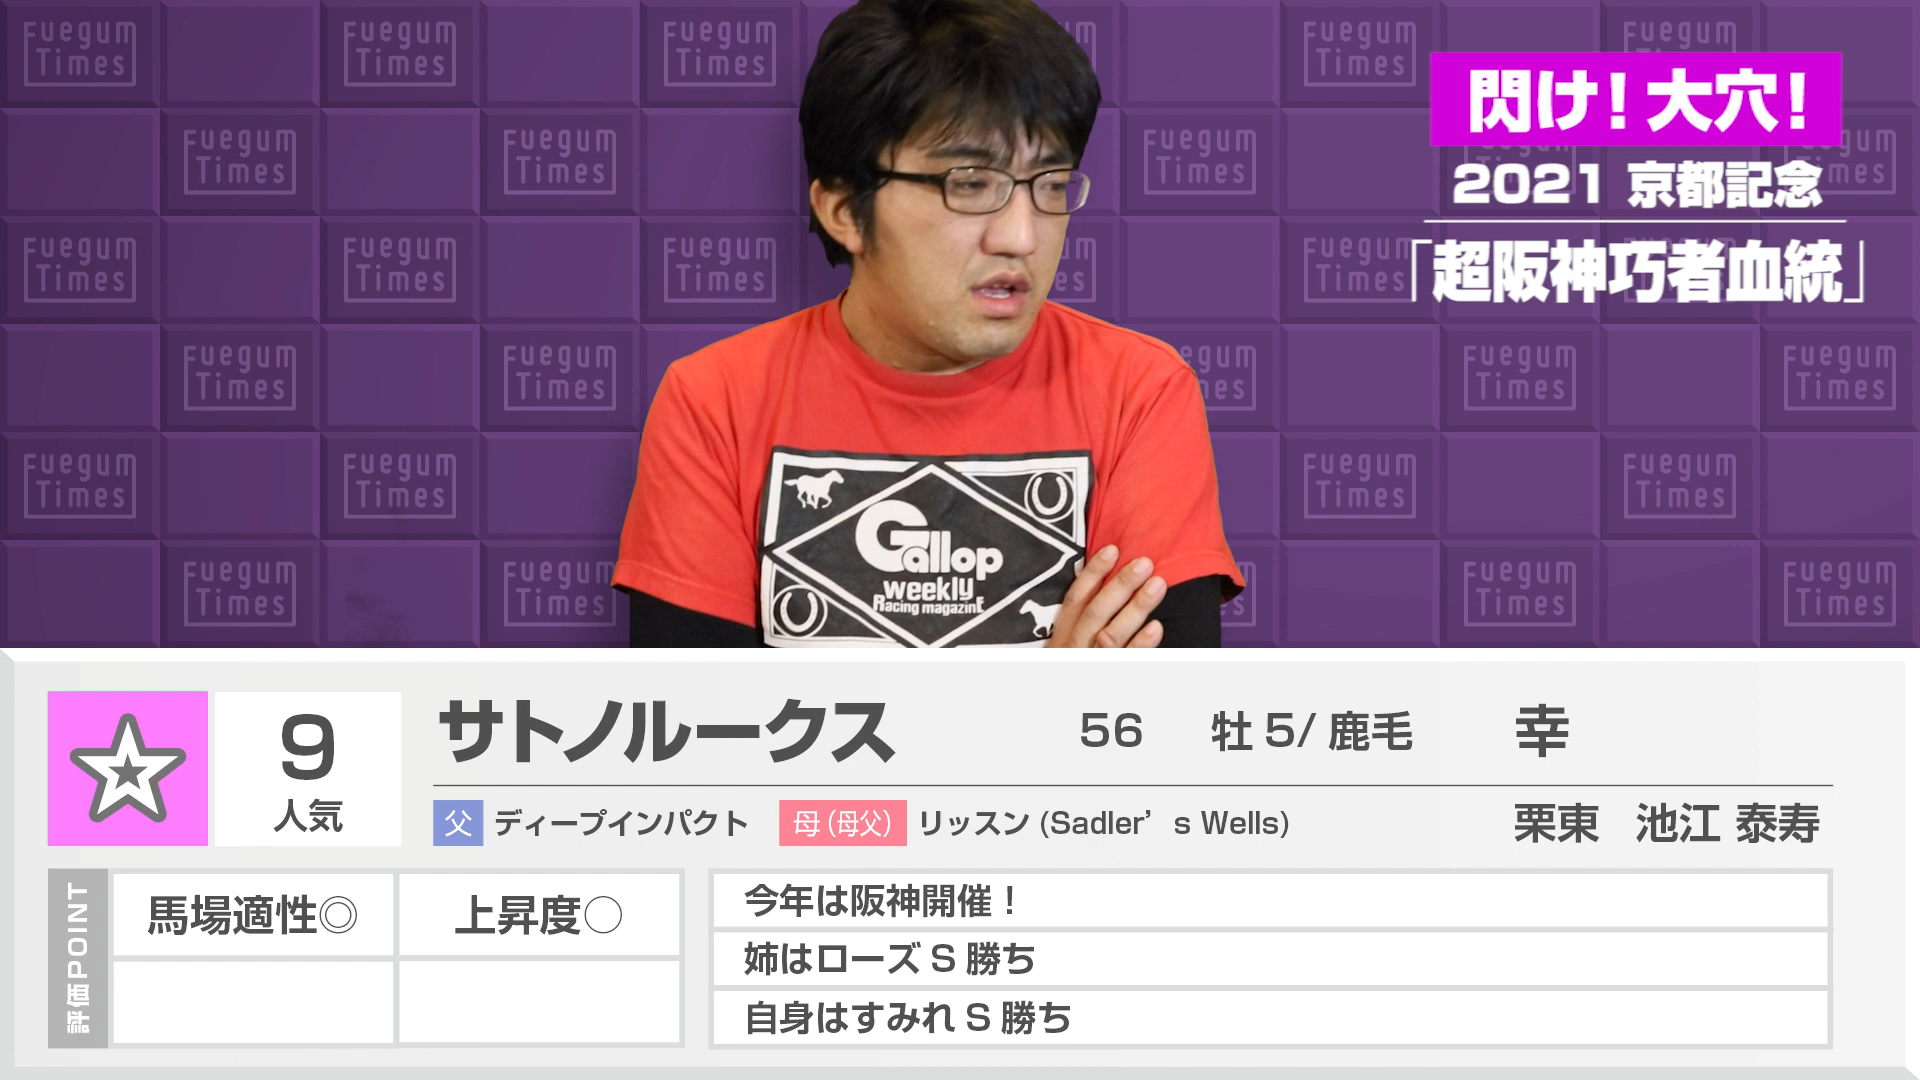 Fuegum Times
閃け！大穴！
2021 京都記念
「超阪神巧者血統」
Gallop
weekly
Racing magazinE
9
人気
サトノルークス
56
牡 5/ 鹿毛
幸
父 ディープインパクト
母 (母父) リッスン (Sadler’s Wells)
栗東 池江 泰寿
評価POINT
馬場適性◎
上昇度○
今年は阪神開催！
姉はローズ S 勝ち
自身はすみれ S 勝ち